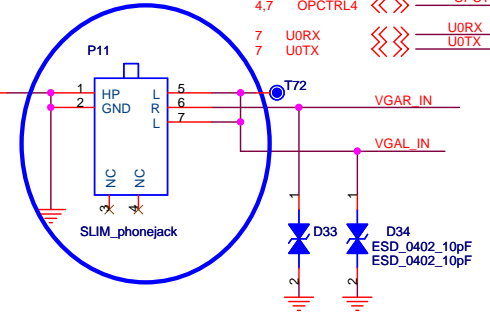 4,7 OPCTRL4
7 U0RX U0RX
7 U0TX U0TX
P11
1 HP L 5
2 GND R 6
L 7
T72
VGAR_IN
VGAL_IN
NC NC
3 4
SLIM_phonejack
1 1
D33 D34
ESD_0402_10pF
ESD_0402_10pF
2 2